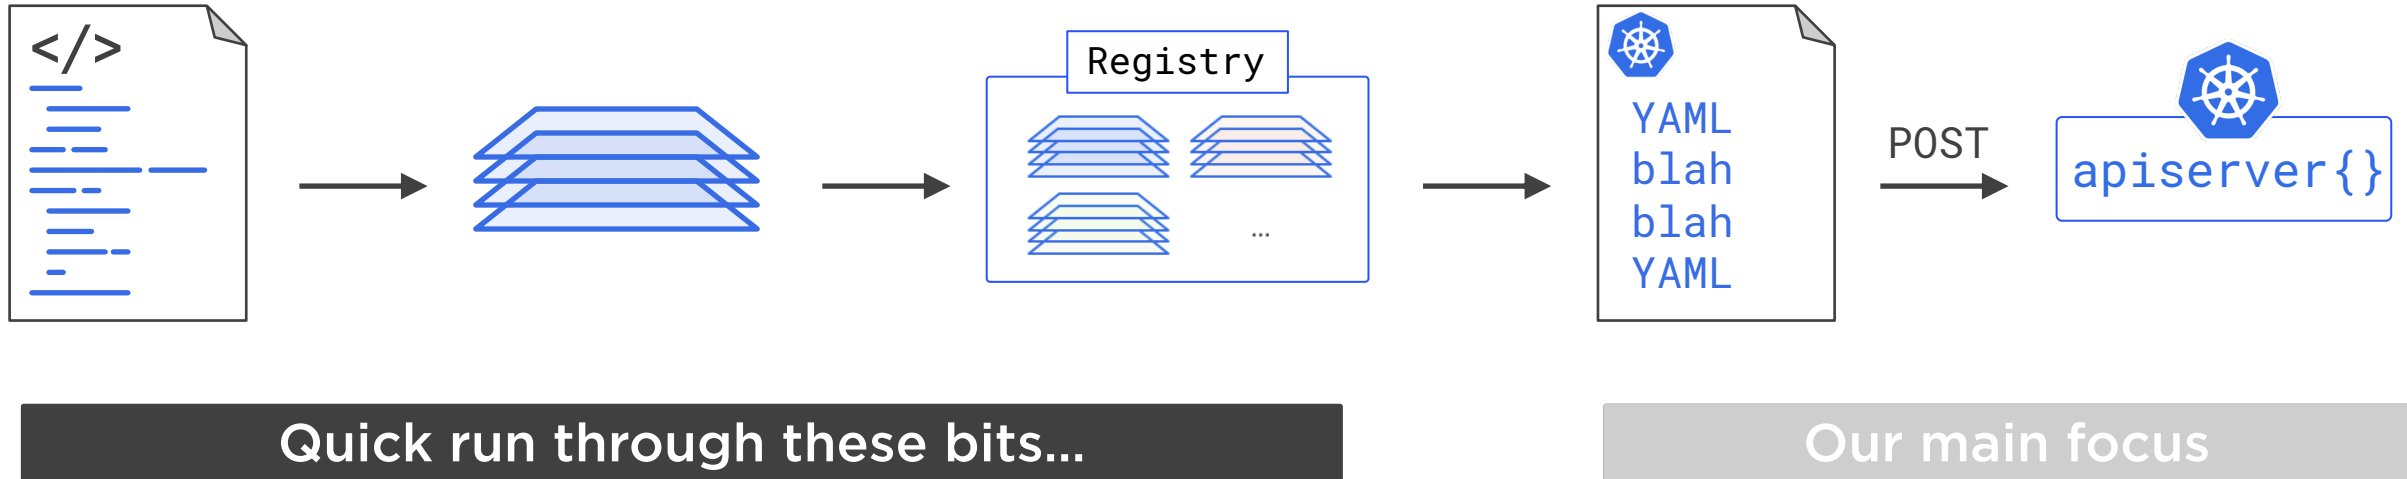 </>
Registry
...
YAML
blah
blah
YAML
POST
apiserver{}
Quick run through these bits...
Our main focus